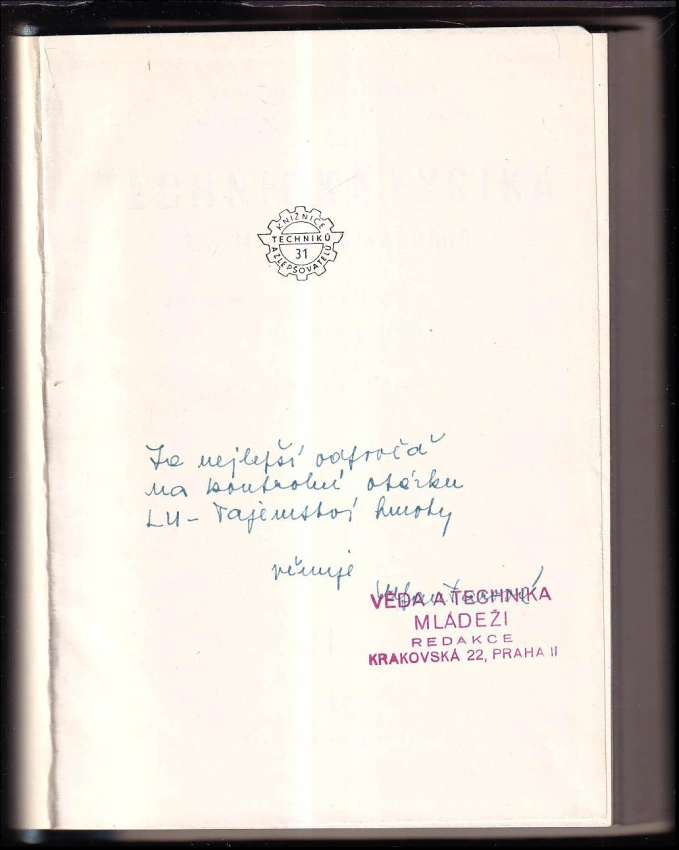 KNIŽNICE
TECHNIKŮ
31
A ZLEPŠOVATELŮ
Za nejlepší odpověď
na kontrolní otázku
LU - Tajemství hmoty
věnuje
VĚDA A TECHNIKA
MLÁDEŽI
REDAKCE
KRAKOVSKÁ 22, PRAHA II